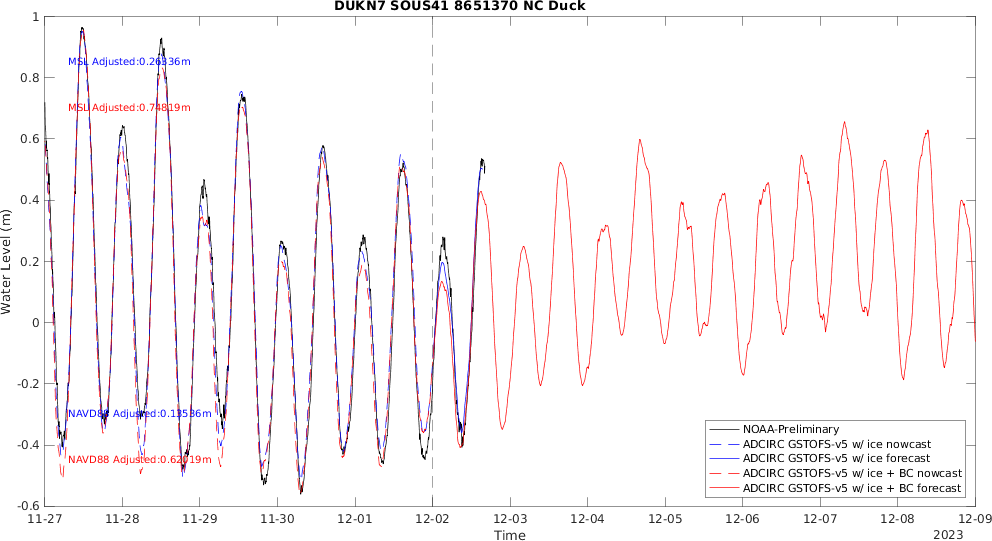 DUKN7 SOUS41 8651370 NC Duck
Water Level (m)
1
0.8
0.6
0.4
0.2
0
-0.2
-0.4
-0.6
MSL Adjusted:0.26336m
MSL Adjusted:0.74819m
NAVD88 Adjusted:0.13536m
NAVD88 Adjusted:0.62019m
NOAA-Preliminary
ADCIRC GSTOFS-v5 w/ ice nowcast
ADCIRC GSTOFS-v5 w/ ice forecast
ADCIRC GSTOFS-v5 w/ ice + BC nowcast
ADCIRC GSTOFS-v5 w/ ice + BC forecast
11-27 11-28 11-29 11-30 12-01 12-02 12-03 12-04 12-05 12-06 12-07 12-08 12-09
Time
2023